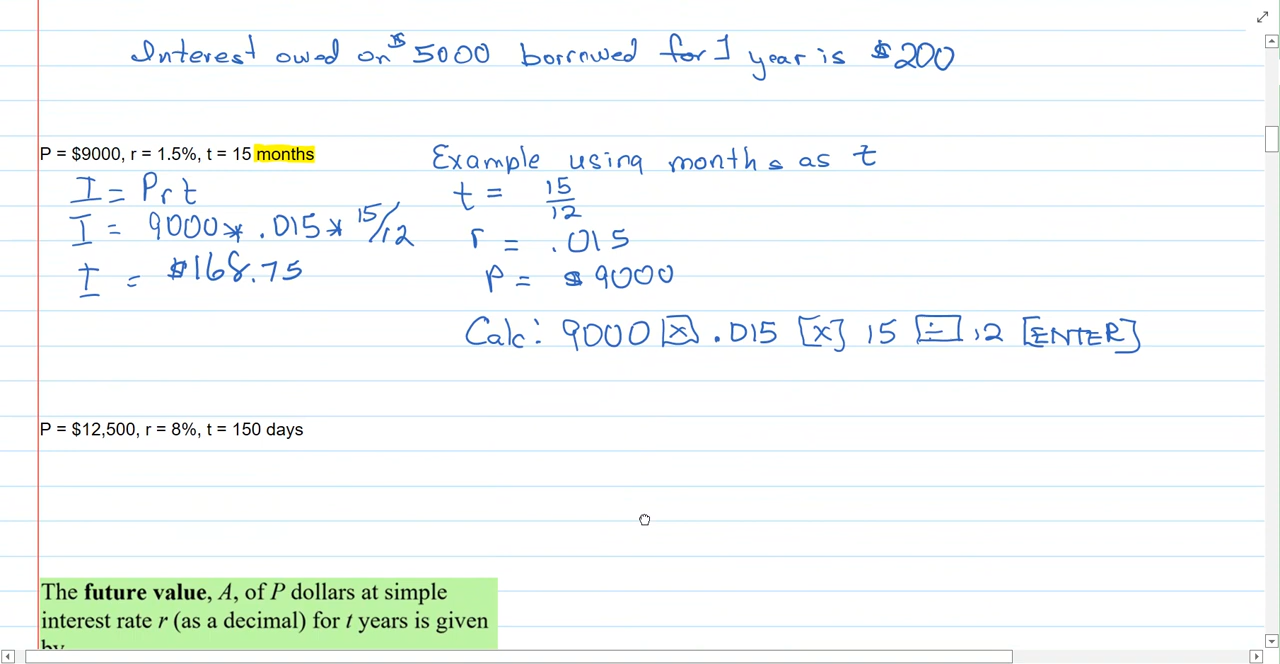 Interest owed on $5000 borrowed for 1 year is $200
P = $9000, r = 1.5%, t = 15 months
Example using months as t
I = Prt
t = 15/12
I = 9000 * .015 * 15/12
r = .015
I = $168.75
P = $9000
Calc: 9000 [x] .015 [x] 15 [÷] 12 [ENTER]
P = $12,500, r = 8%, t = 150 days
The future value, A, of P dollars at simple
interest rate r (as a decimal) for t years is given
by